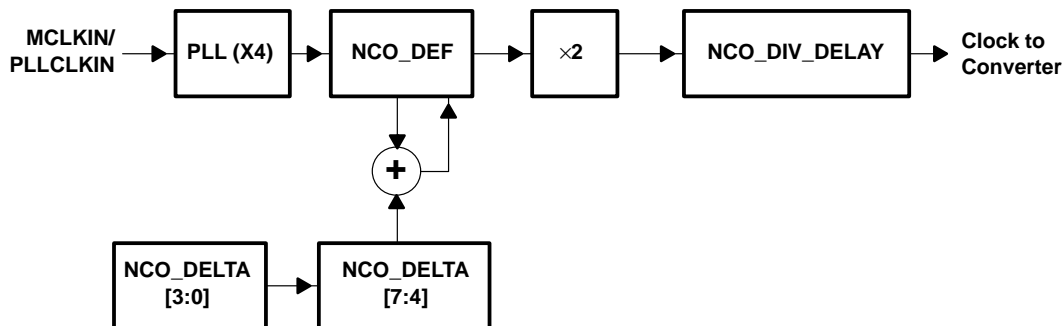 MCLKIN/
PLLCLKIN
PLL (X4)
NCO_DEF
×2
NCO_DIV_DELAY
Clock to
Converter
+
NCO_DELTA
[3:0]
NCO_DELTA
[7:4]